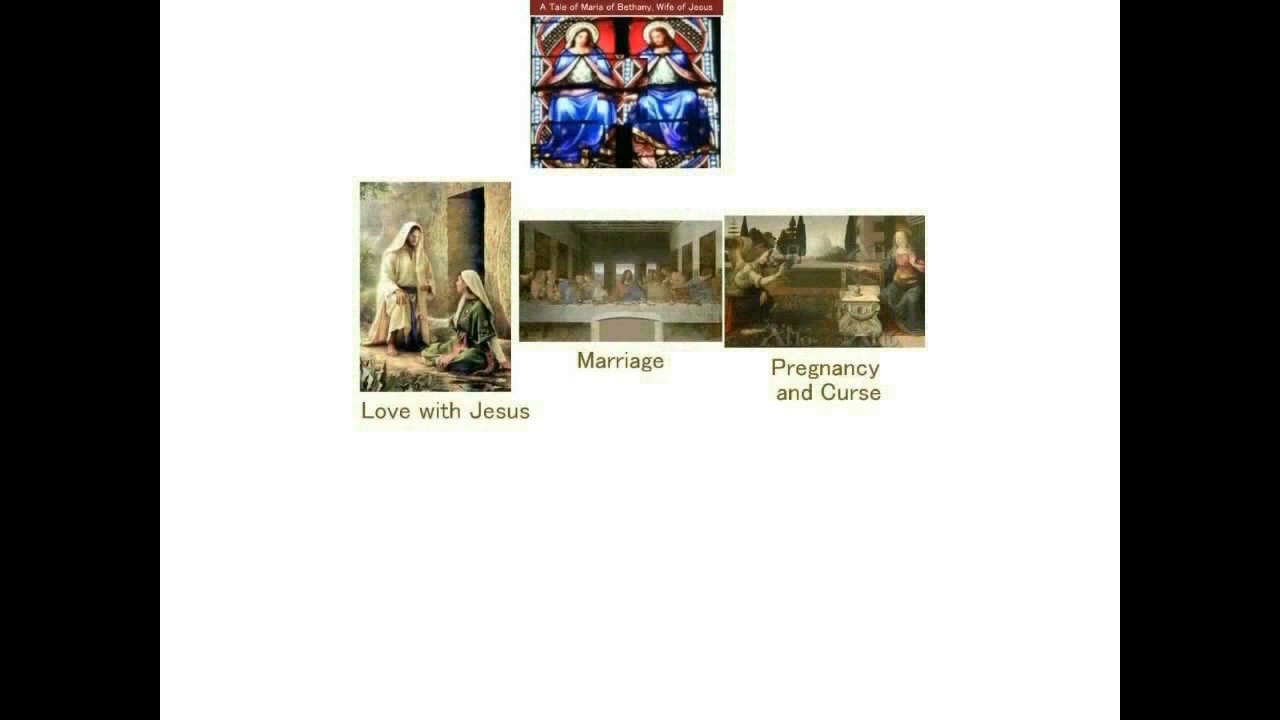 A Tale of Maria of Bethany, Wife of Jesus
Love with Jesus
Marriage
Pregnancy
and Curse